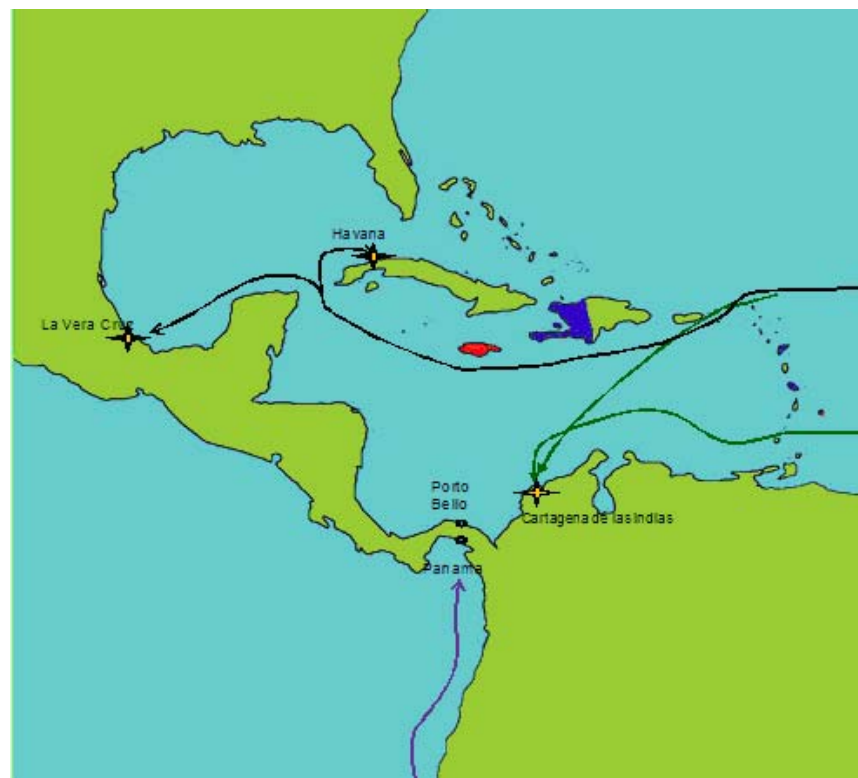 Havana
La Vera Cruz
Porto
Bello
Cartagena de las Indias
Panama